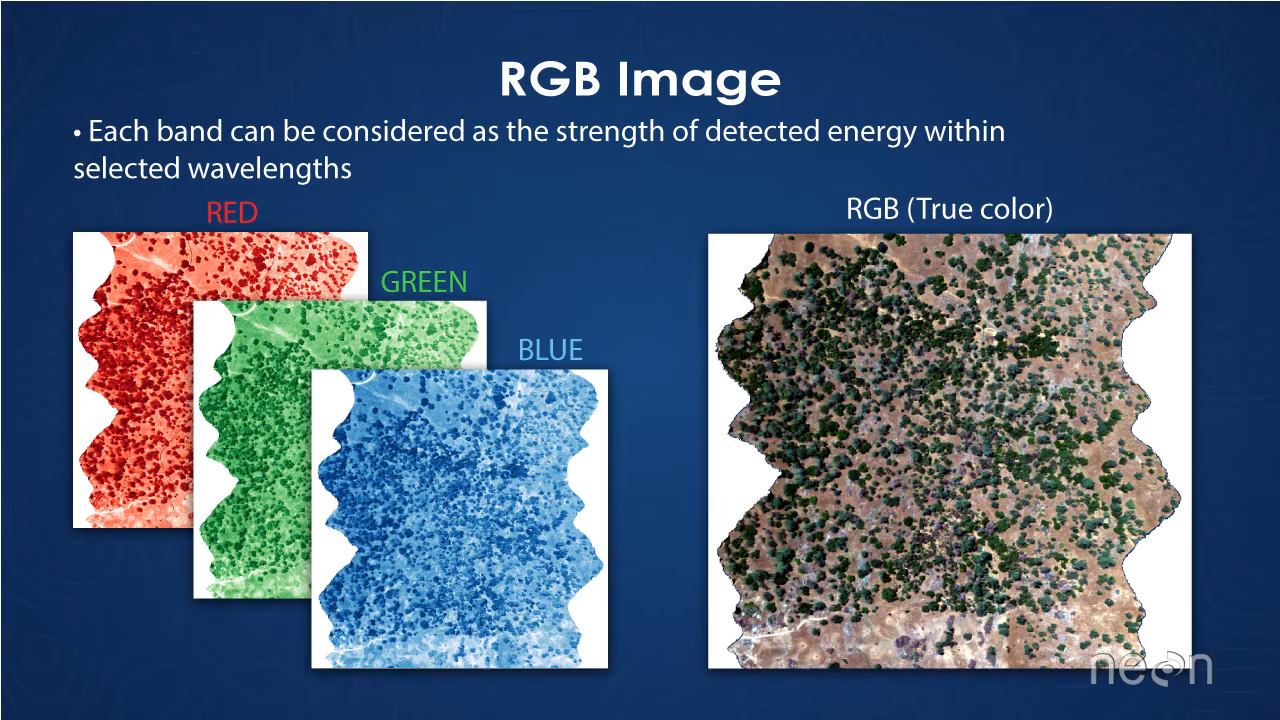 RGB Image
• Each band can be considered as the strength of detected energy within
selected wavelengths
RED
GREEN
BLUE
RGB (True color)
neon